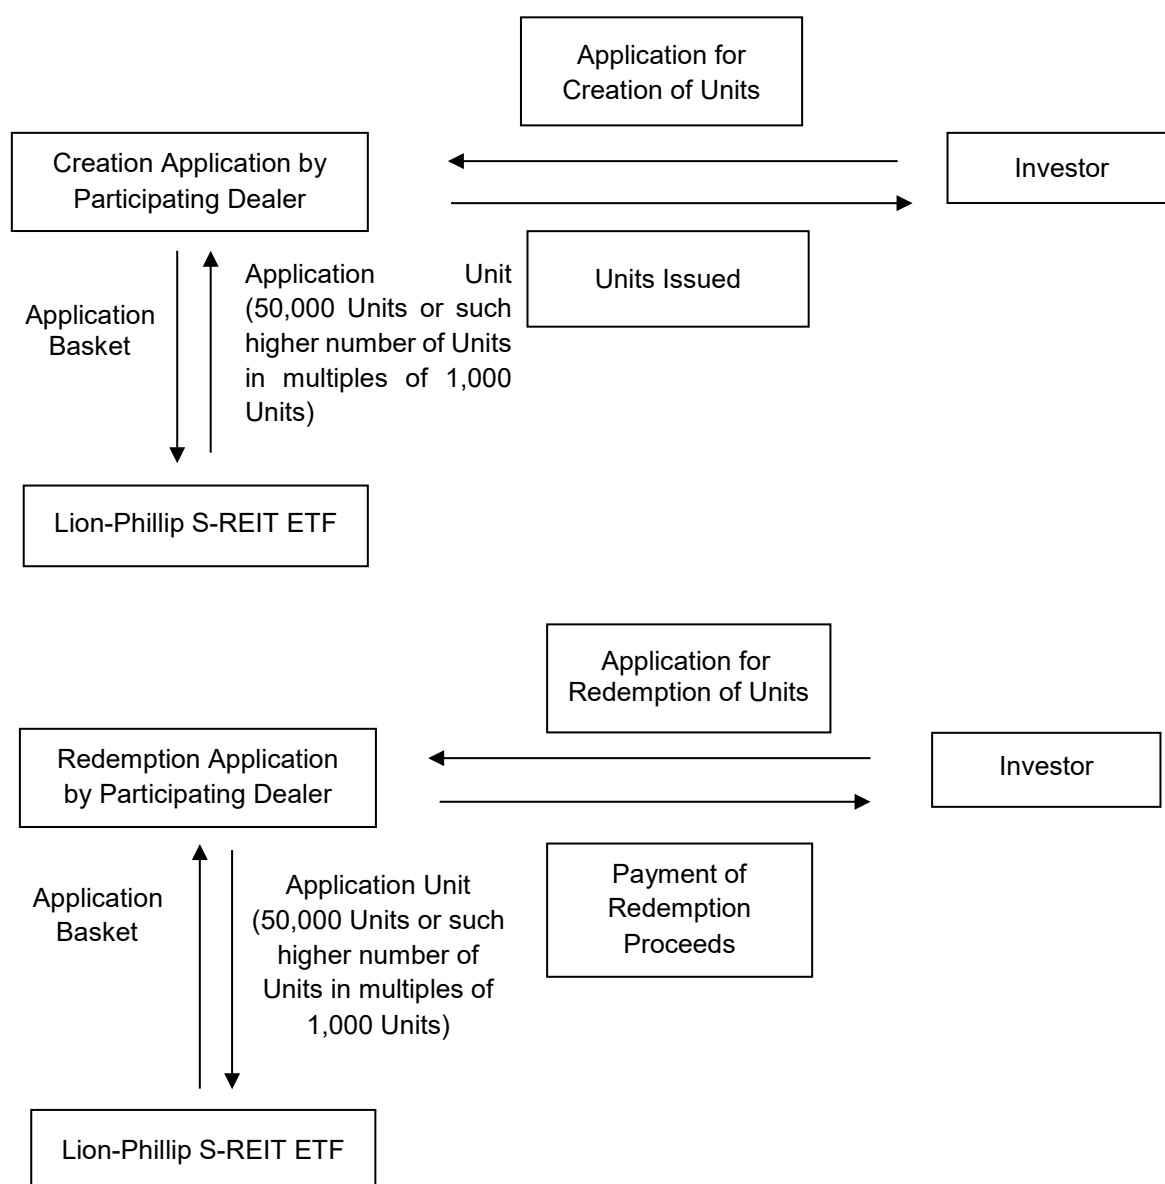 Application for
Creation of Units
Creation Application by
Participating Dealer
Investor
Application Unit
(50,000 Units or such
higher number of Units
in multiples of 1,000
Units)
Application
Basket
Units Issued
Lion-Phillip S-REIT ETF
Application for
Redemption of Units
Redemption Application
by Participating Dealer
Investor
Application
Basket
Application Unit
(50,000 Units or such
higher number of
Units in multiples of
1,000 Units)
Payment of
Redemption
Proceeds
Lion-Phillip S-REIT ETF